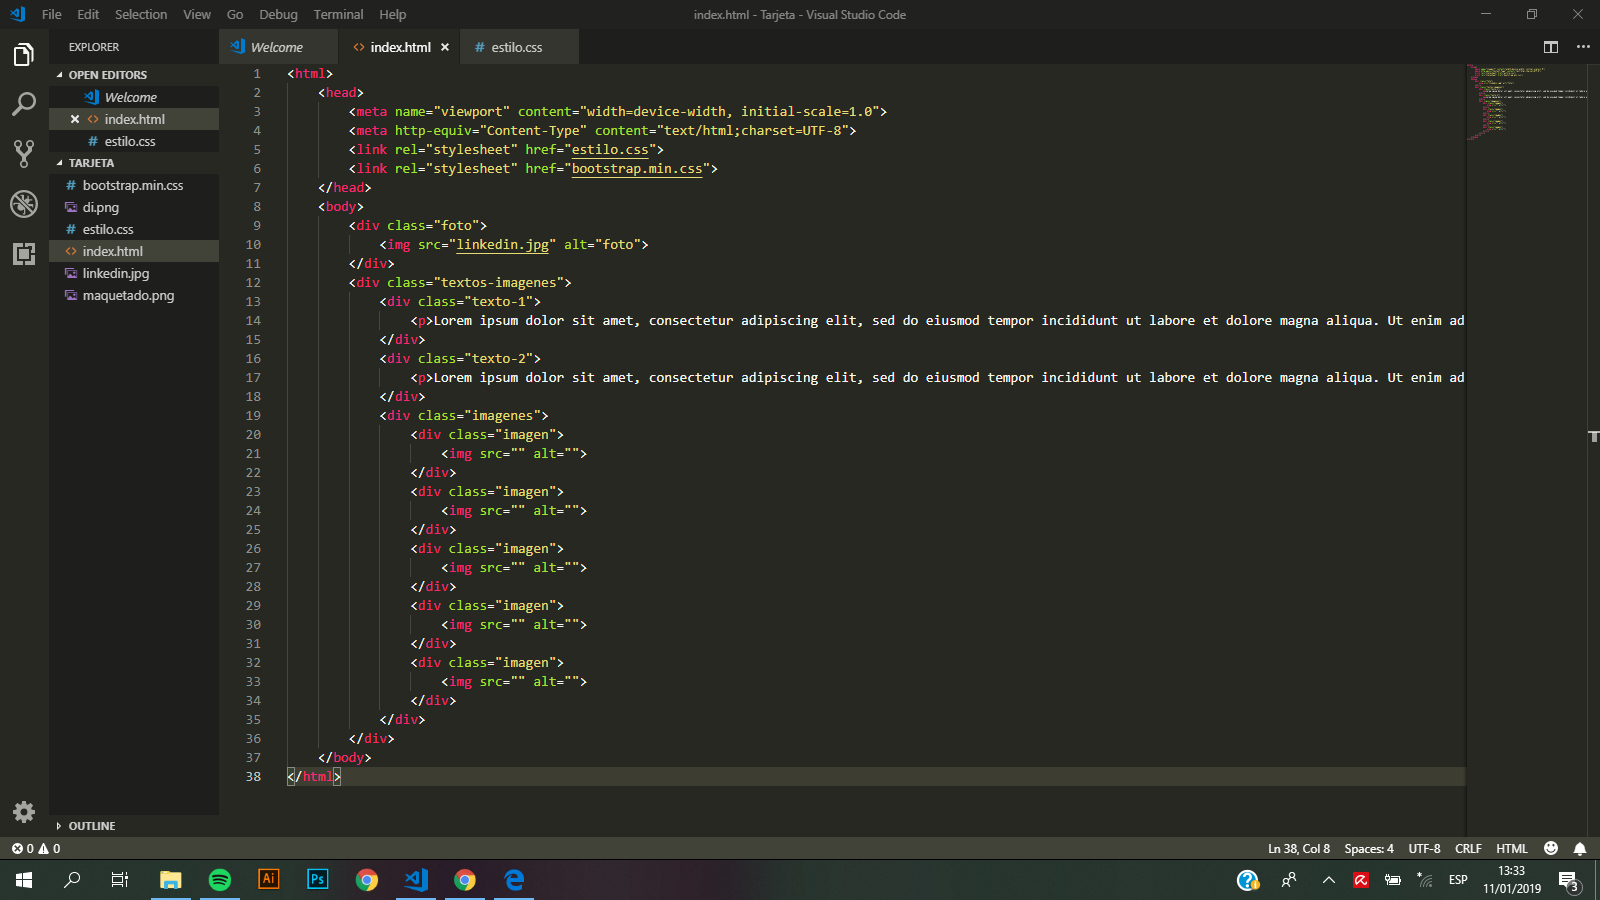 File Edit Selection View Go Debug Terminal Help
index.html - Tarjeta - Visual Studio Code
EXPLORER
OPEN EDITORS
Welcome
index.html
estilo.css
TARJETA
bootstrap.min.css
di.png
estilo.css
index.html
linkedin.jpg
maquetado.png
OUTLINE
Welcome
index.html
estilo.css
1 <html>
2 <head>
3 <meta name="viewport" content="width=device-width, initial-scale=1.0">
4 <meta http-equiv="Content-Type" content="text/html;charset=UTF-8">
5 <link rel="stylesheet" href="estilo.css">
6 <link rel="stylesheet" href="bootstrap.min.css">
7 </head>
8 <body>
9 <div class="foto">
10 <img src="linkedin.jpg" alt="foto">
11 </div>
12 <div class="textos-imagenes">
13 <div class="texto-1">
14 <p>Lorem ipsum dolor sit amet, consectetur adipiscing elit, sed do eiusmod tempor incididunt ut labore et dolore magna aliqua. Ut enim ad
15 </div>
16 <div class="texto-2">
17 <p>Lorem ipsum dolor sit amet, consectetur adipiscing elit, sed do eiusmod tempor incididunt ut labore et dolore magna aliqua. Ut enim ad
18 </div>
19 <div class="imagenes">
20 <div class="imagen">
21 <img src="" alt="">
22 </div>
23 <div class="imagen">
24 <img src="" alt="">
25 </div>
26 <div class="imagen">
27 <img src="" alt="">
28 </div>
29 <div class="imagen">
30 <img src="" alt="">
31 </div>
32 <div class="imagen">
33 <img src="" alt="">
34 </div>
35 </div>
36 </div>
37 </body>
38 </html>
0 0
Ln 38, Col 8 Spaces: 4 UTF-8 CRLF HTML
Ai Ps
ESP
13:33
11/01/2019
3